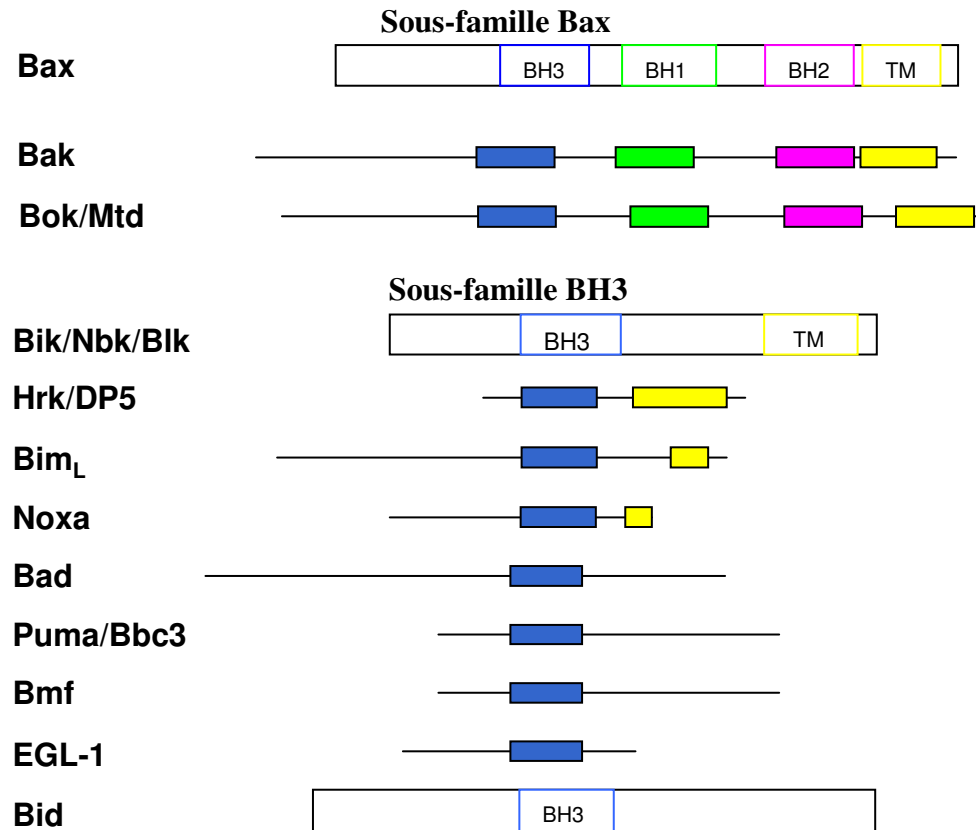 Sous-famille Bax
Bax BH3 BH1 BH2 TM
Bak
Bok/Mtd
Sous-famille BH3
Bik/Nbk/Blk BH3 TM
Hrk/DP5
Bim_L
Noxa
Bad
Puma/Bbc3
Bmf
EGL-1
Bid BH3